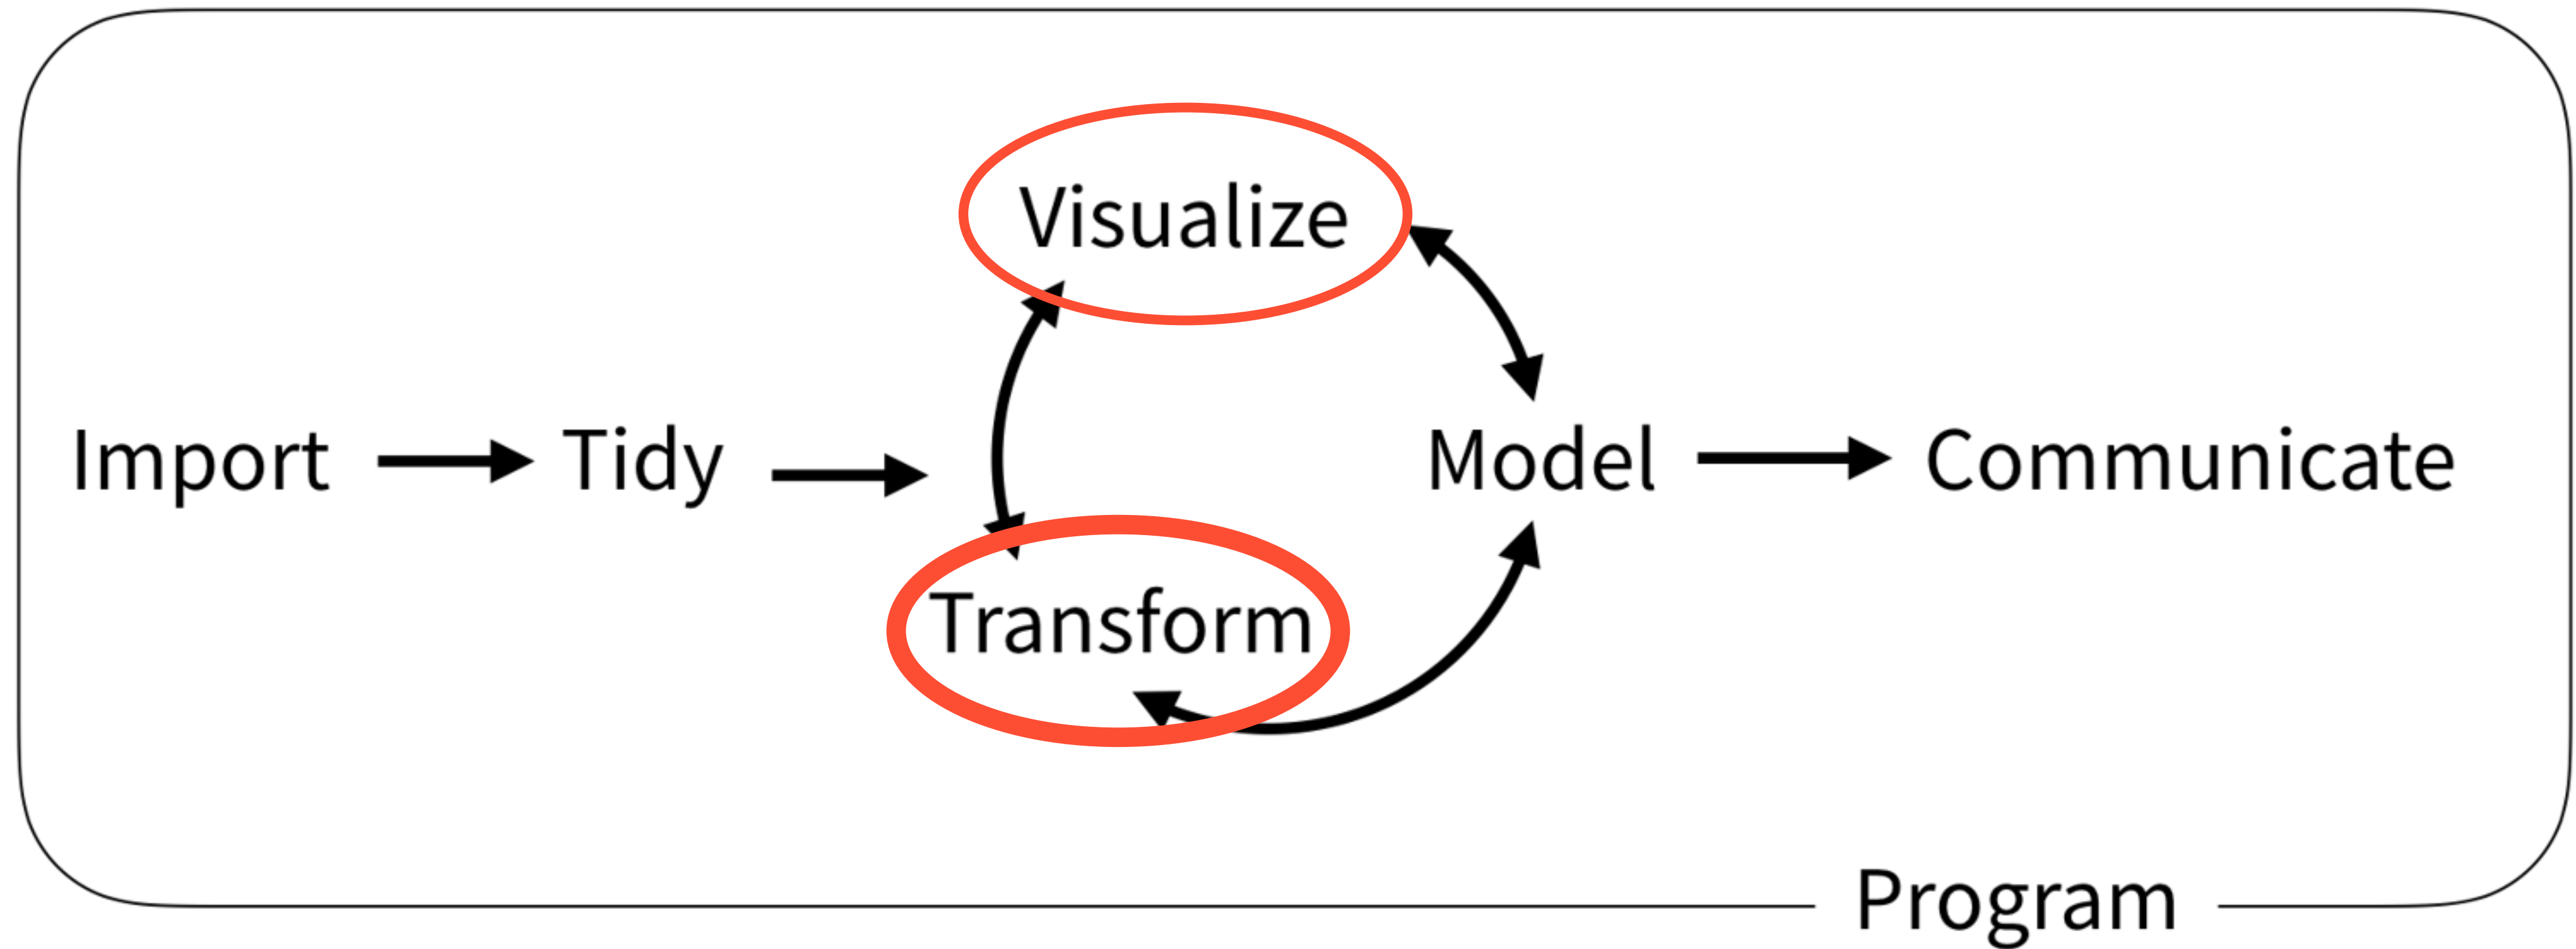 Visualize
Import
Tidy
Model
Communicate
Transform
Program